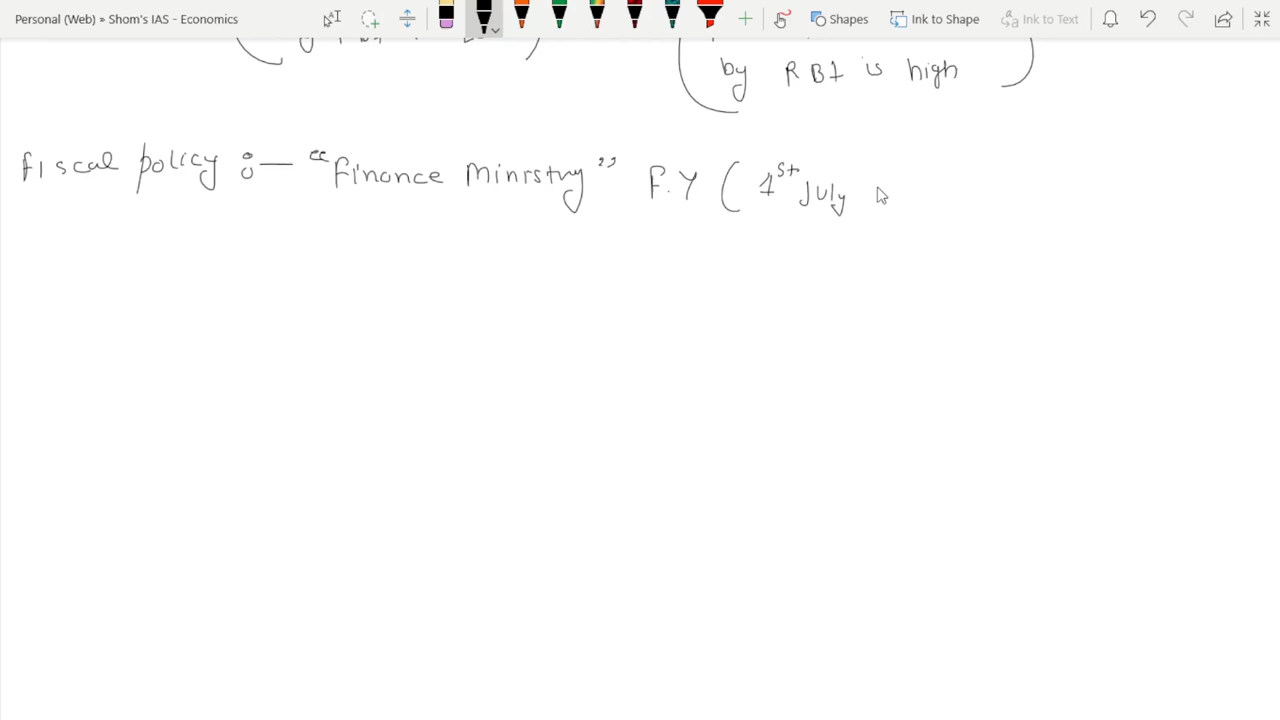 Personal (Web) » Shom's IAS - Economics
Shapes
Ink to Shape
Ink to Text
by RBI is high
Fiscal policy :— "Finance Ministry" F.Y ( 1st July